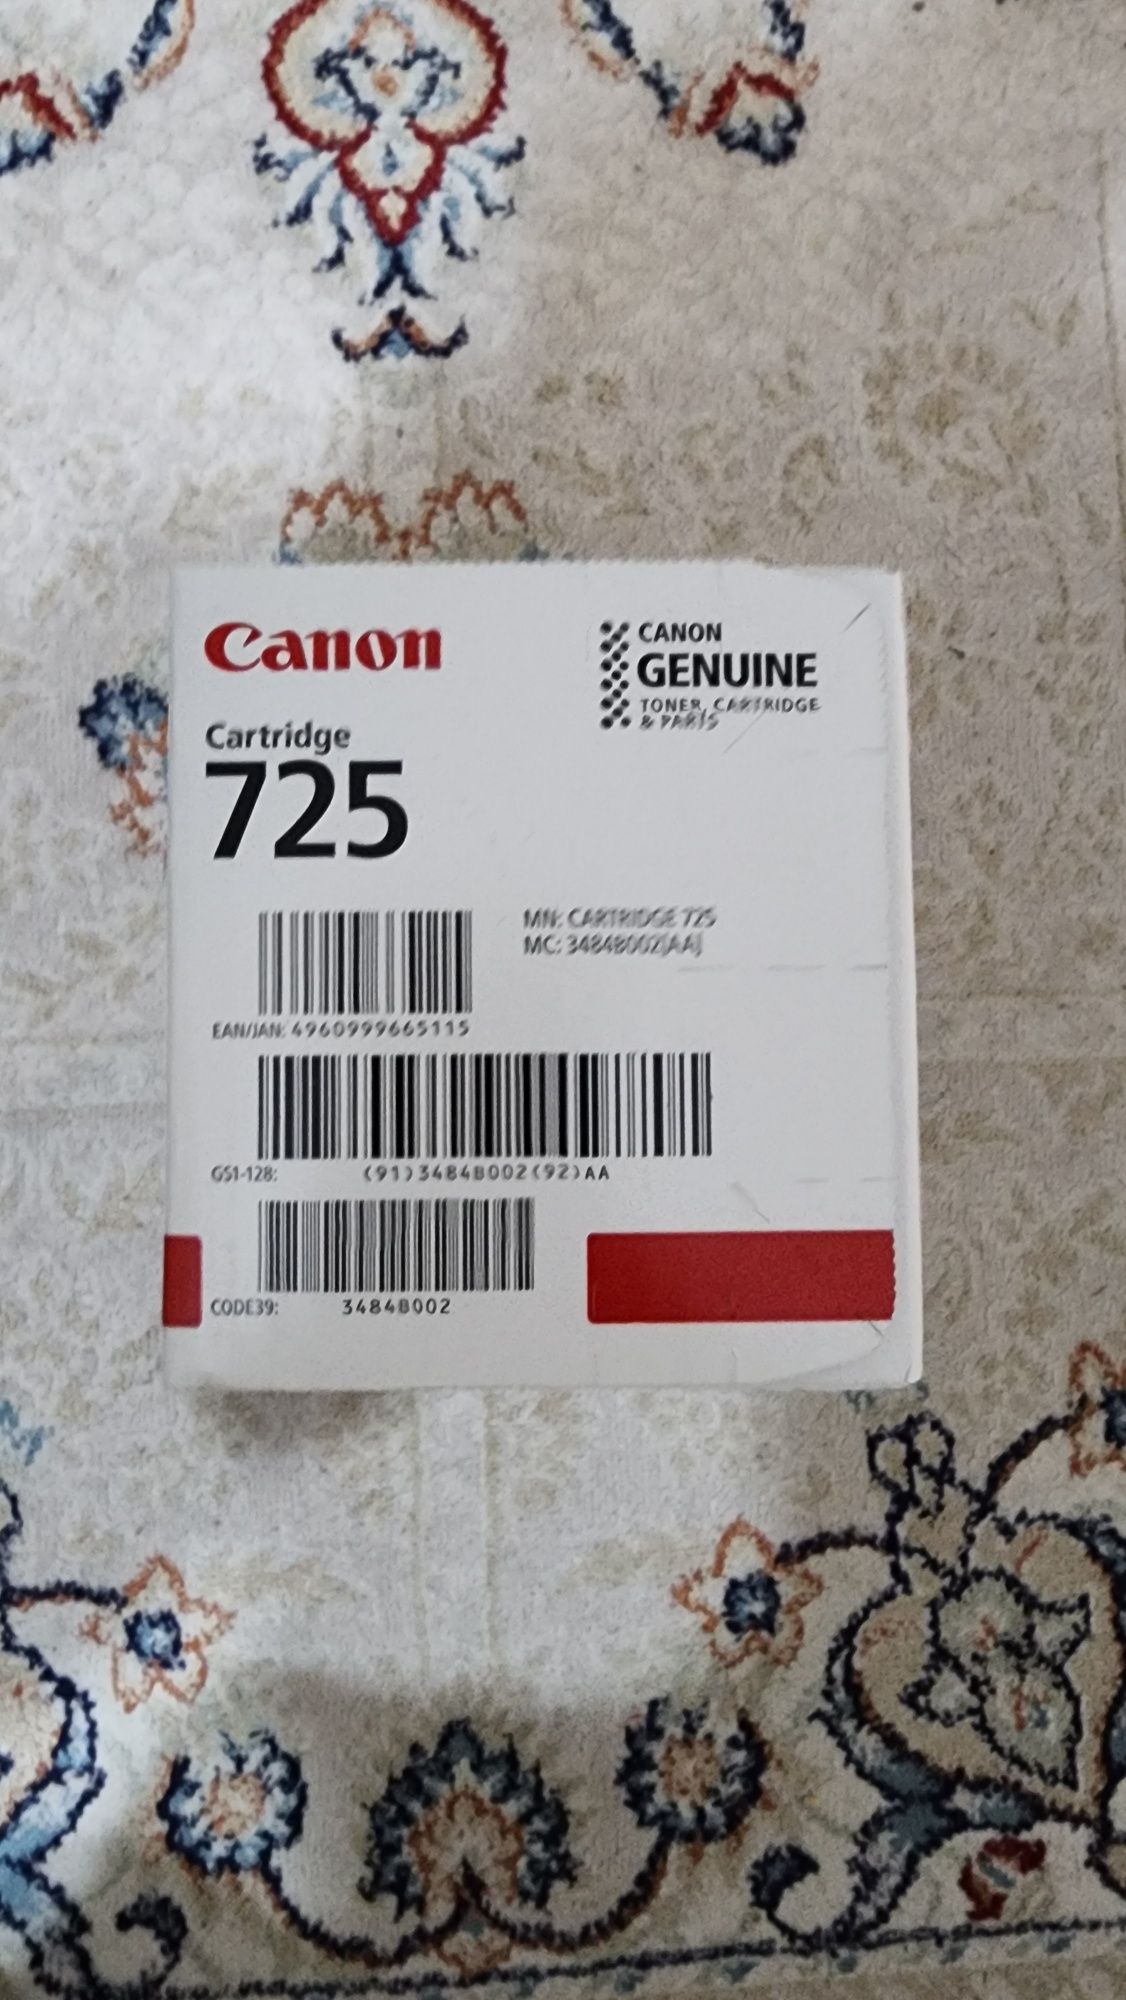 Canon
CANON
GENUINE
TONER, CARTRIDGE
& PARTS
Cartridge
725
MN: CARTRIDGE 725
MC: 3484B002[AA]
EAN/JAN: 4960999665115
GS1-128: (91)3484B002(92)AA
CODE39: 3484B002